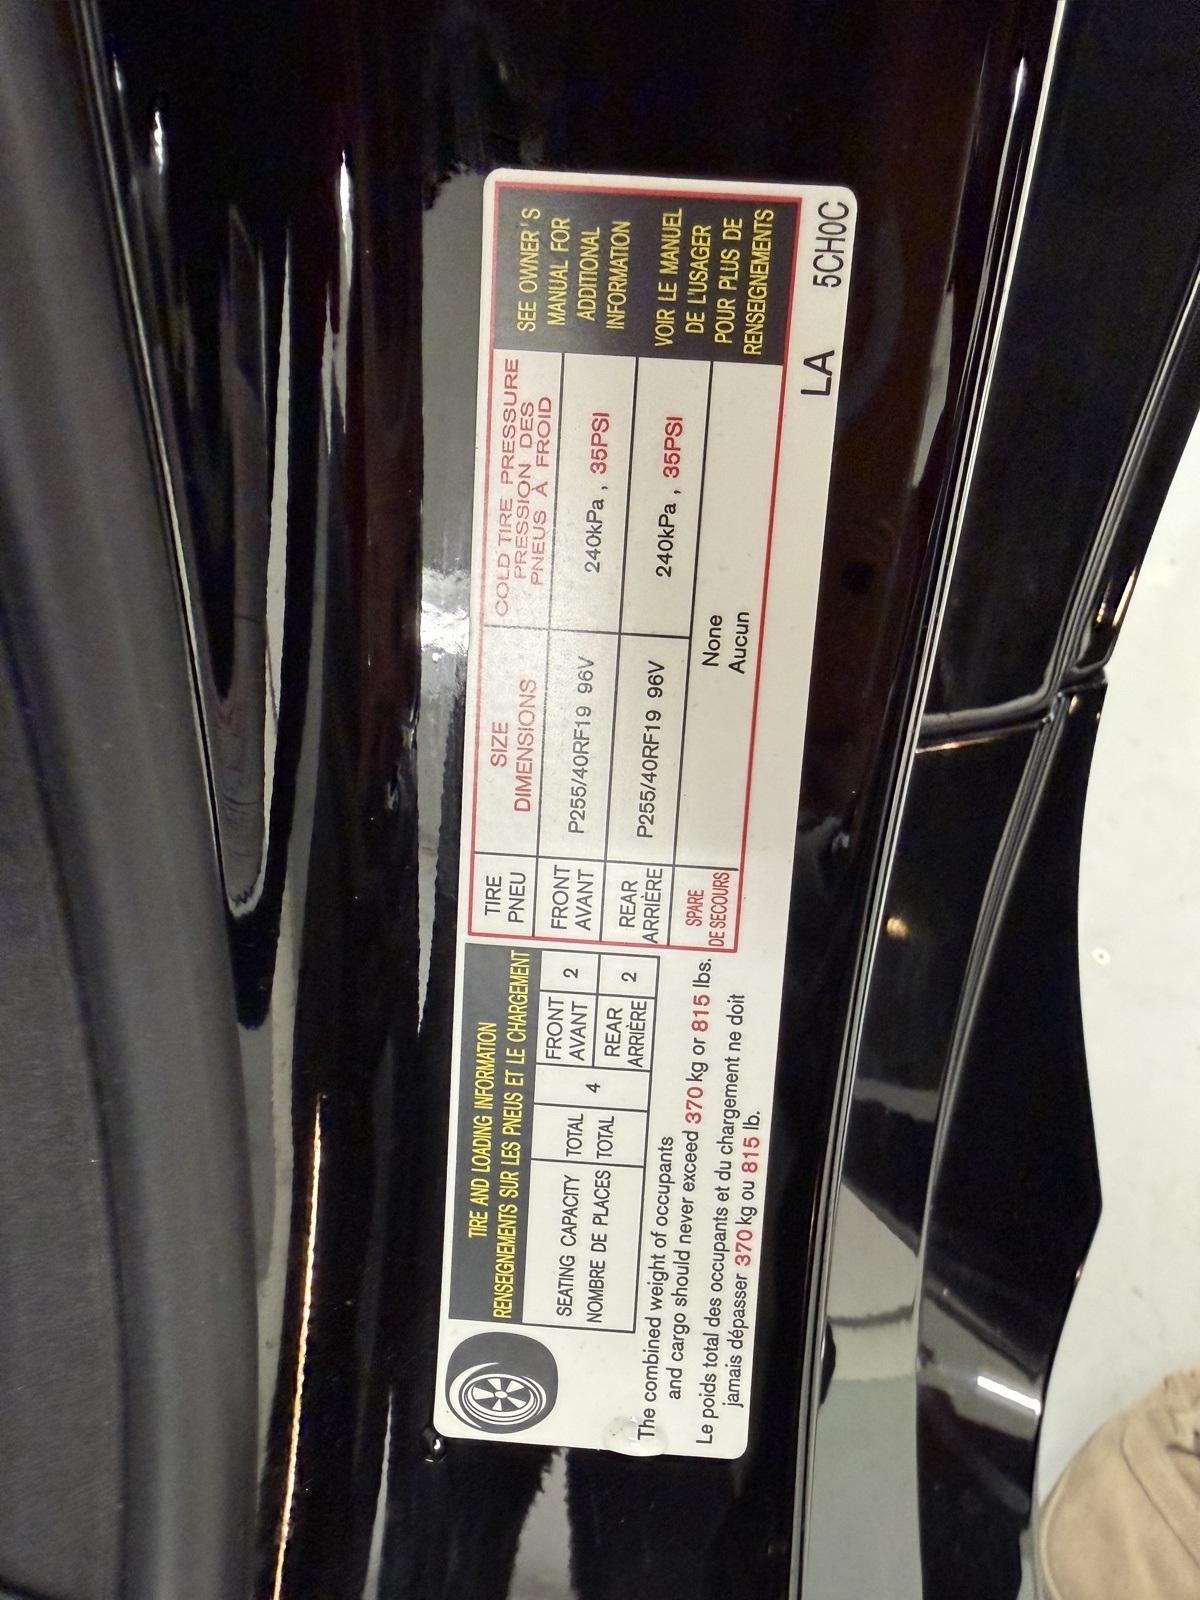 TIRE AND LOADING INFORMATION
RENSEIGNEMENTS SUR LES PNEUS ET LE CHARGEMENT
SEATING CAPACITY
NOMBRE DE PLACES
TOTAL
TOTAL
4
FRONT
AVANT
2
REAR
ARRIÈRE
2
The combined weight of occupants
and cargo should never exceed 370 kg or 815 lbs.
Le poids total des occupants et du chargement ne doit
jamais dépasser 370 kg ou 815 lb.
TIRE
PNEU
SIZE
DIMENSIONS
COLD TIRE PRESSURE
PRESSION DES
PNEUS À FROID
FRONT
AVANT
P255/40RF19 96V
240kPa , 35PSI
REAR
ARRIÈRE
P255/40RF19 96V
240kPa , 35PSI
SPARE
DE SECOURS
None
Aucun
SEE OWNER'S
MANUAL FOR
ADDITIONAL
INFORMATION
VOIR LE MANUEL
DE L'USAGER
POUR PLUS DE
RENSEIGNEMENTS
LA 5CH0C